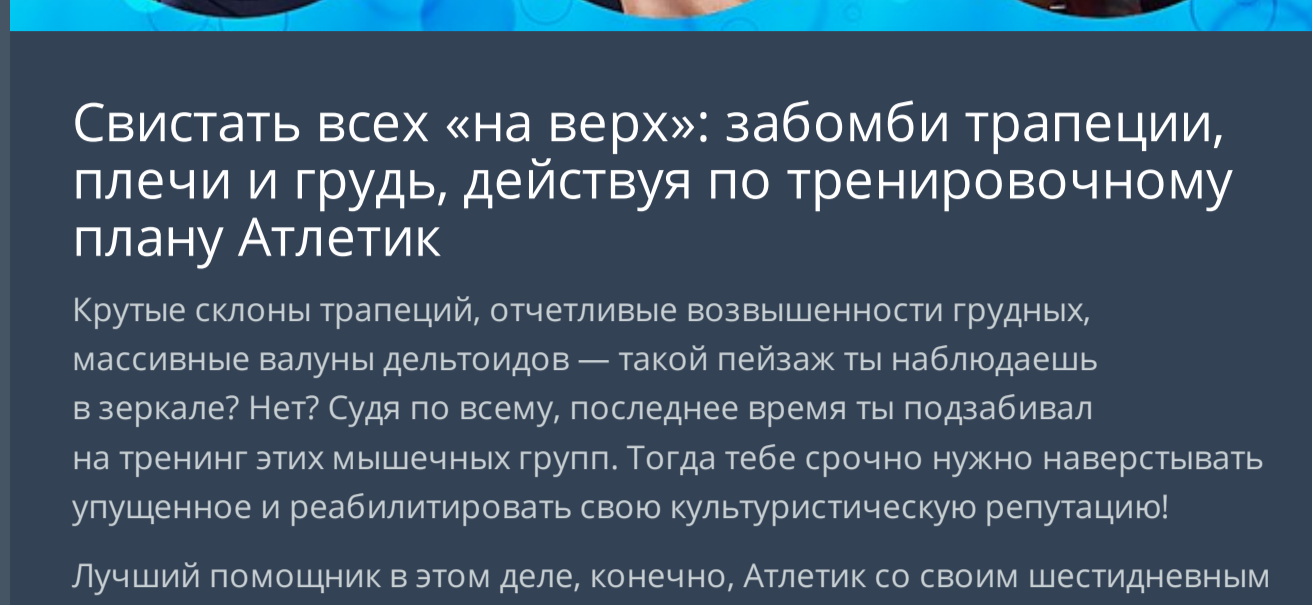 Свистать всех «на верх»: забомби трапеции,
плечи и грудь, действуя по тренировочному
плану Атлетик
Крутые склоны трапеций, отчетливые возвышенности грудных,
массивные валуны дельтоидов — такой пейзаж ты наблюдаешь
в зеркале? Нет? Судя по всему, последнее время ты подзабивал
на тренинг этих мышечных групп. Тогда тебе срочно нужно наверстывать
упущенное и реабилитировать свою культуристическую репутацию!
Лучший помощник в этом деле, конечно, Атлетик со своим шестидневным